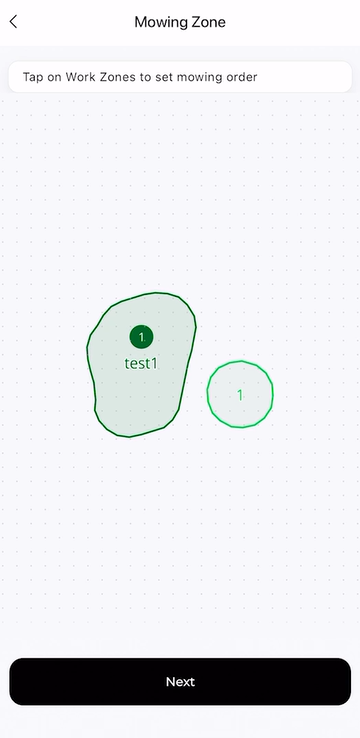 Mowing Zone
Tap on Work Zones to set mowing order
1
test1
1
Next